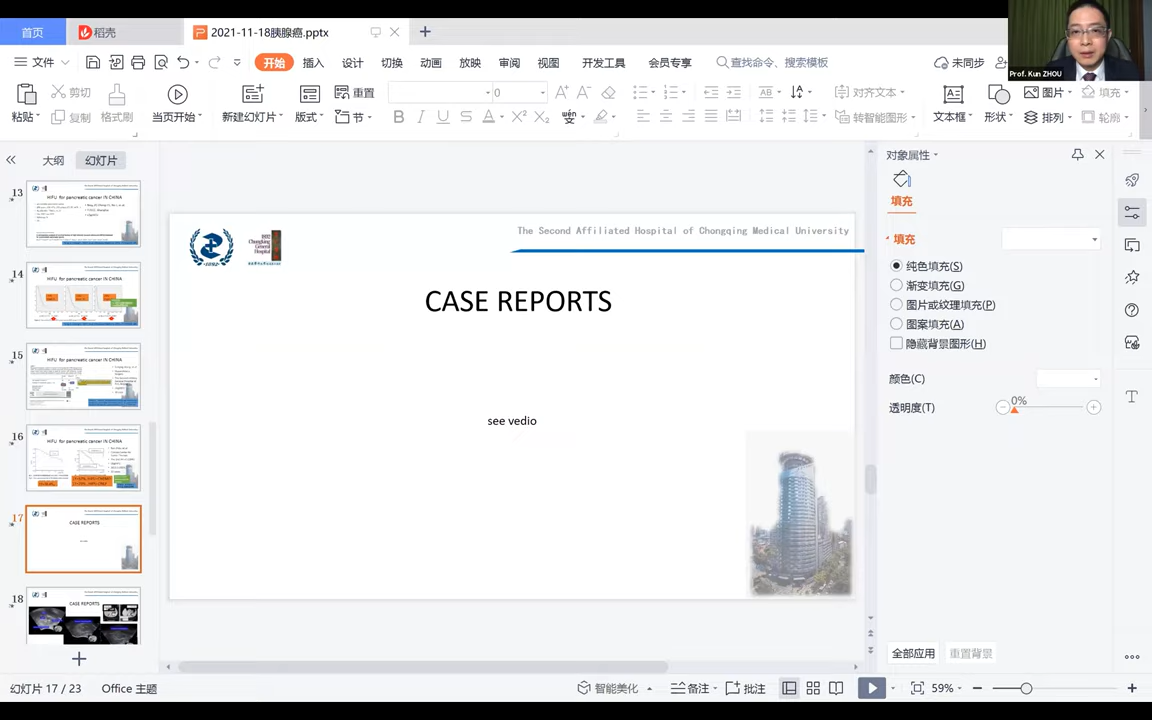 首页
稻壳
2021-11-18胰腺癌.pptx
文件
开始
插入
设计
切换
动画
放映
审阅
视图
开发工具
会员专享
查找命令、搜索模板
未同步
Prof. Kun ZHOU
粘贴
剪切
复制
格式刷
当页开始
新建幻灯片
版式
重置
节
0
对齐文本
转智能图形
文本框
形状
图片
排列
填充
轮廓
大纲
幻灯片
13
HIFU for pancreatic cancer in CHINA
14
HIFU for pancreatic cancer in CHINA
15
HIFU for pancreatic cancer in CHINA
16
HIFU for pancreatic cancer in CHINA
17
CASE REPORTS
18
CASE REPORTS
The Second Affiliated Hospital of Chongqing Medical University
Chongqing
General
Hospital
CASE REPORTS
see vedio
对象属性
填充
填充
纯色填充(S)
渐变填充(G)
图片或纹理填充(P)
图案填充(A)
隐藏背景图形(H)
颜色(C)
透明度(T)
0%
全部应用
重置背景
幻灯片 17 / 23
Office 主题
智能美化
备注
批注
59%